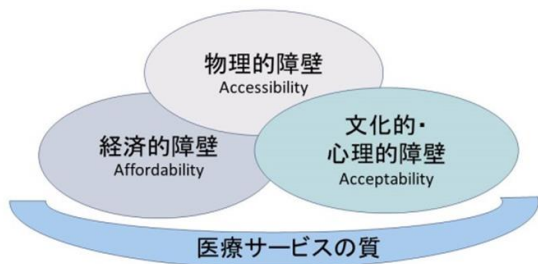 物理的障壁
Accessibility
経済的障壁
Affordability
文化的・
心理的障壁
Acceptability
医療サービスの質